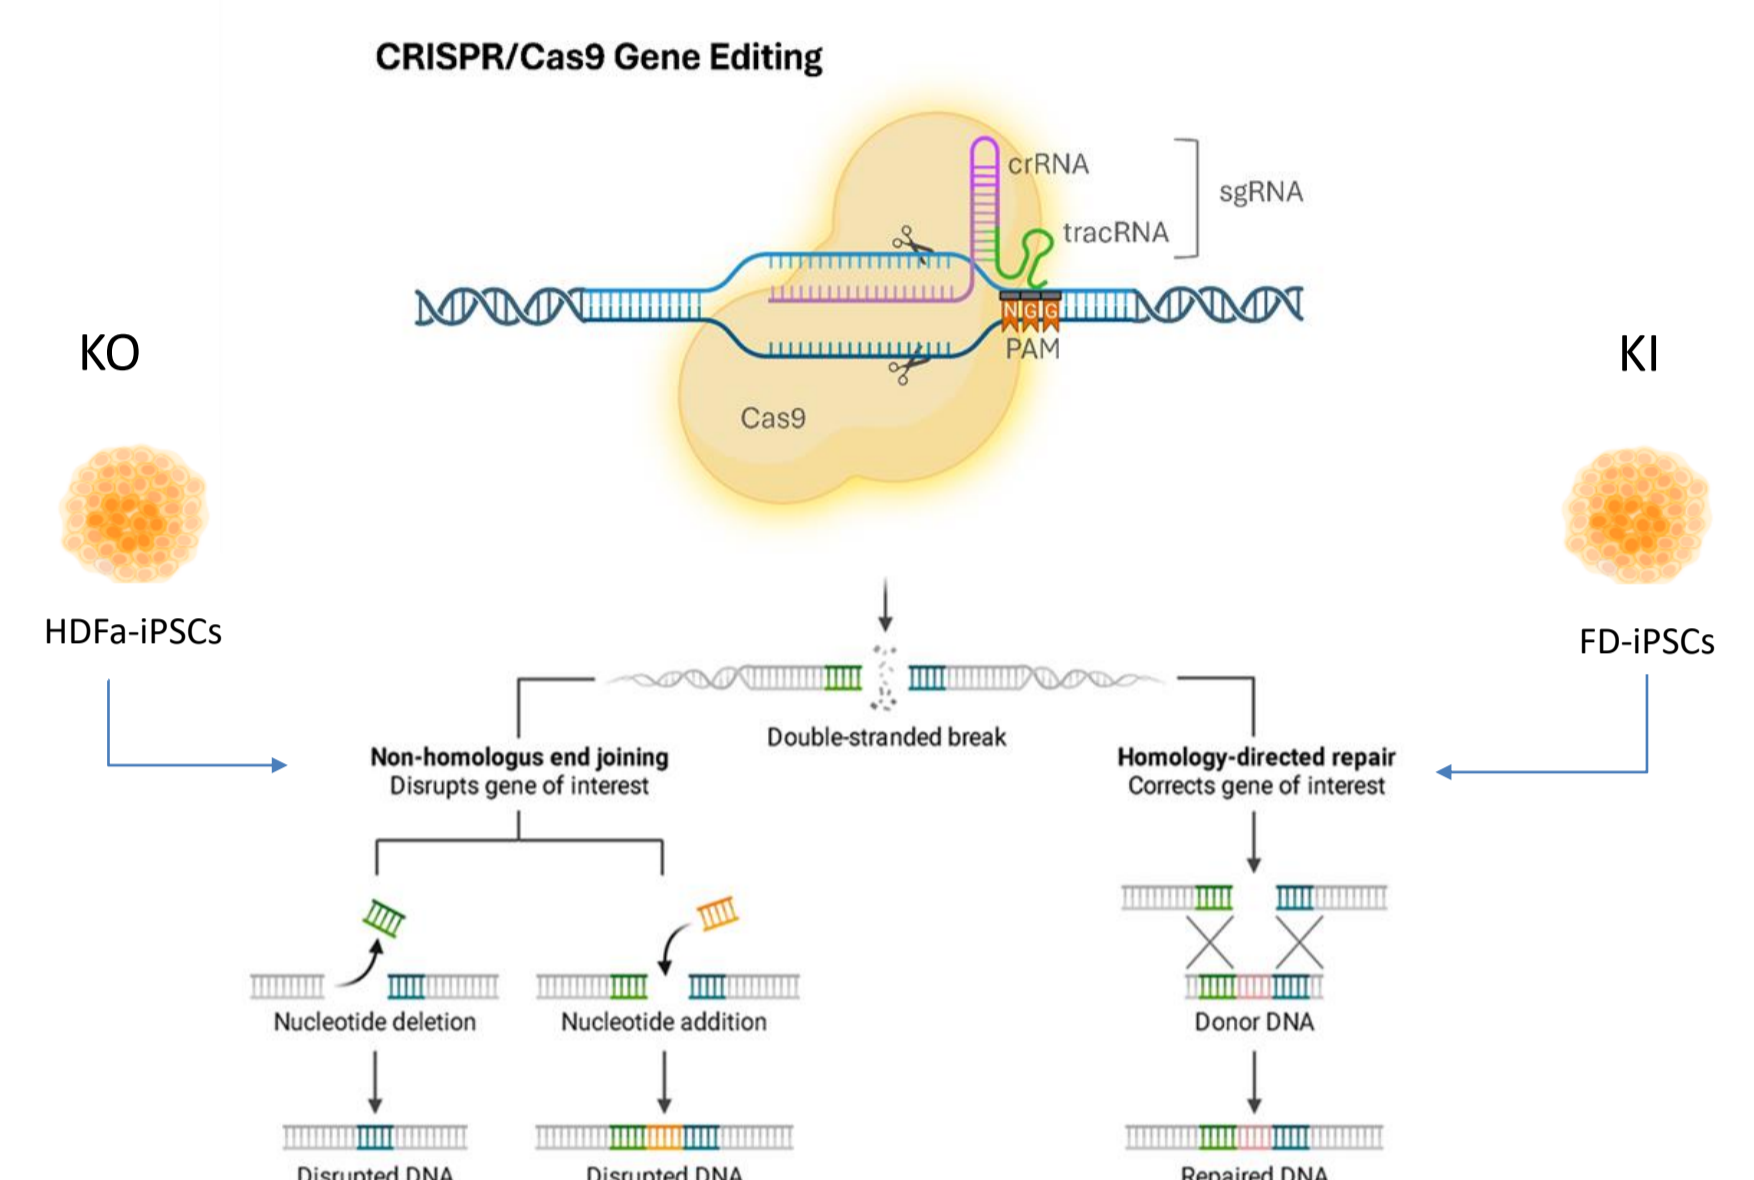 CRISPR/Cas9 Gene Editing
crRNA
sgRNA
tracRNA
N G G
PAM
Cas9
KO
KI
HDFa-iPSCs
FD-iPSCs
Double-stranded break
Non-homologus end joining
Disrupts gene of interest
Homology-directed repair
Corrects gene of interest
Nucleotide deletion
Nucleotide addition
Donor DNA
Disrupted DNA
Disrupted DNA
Repaired DNA